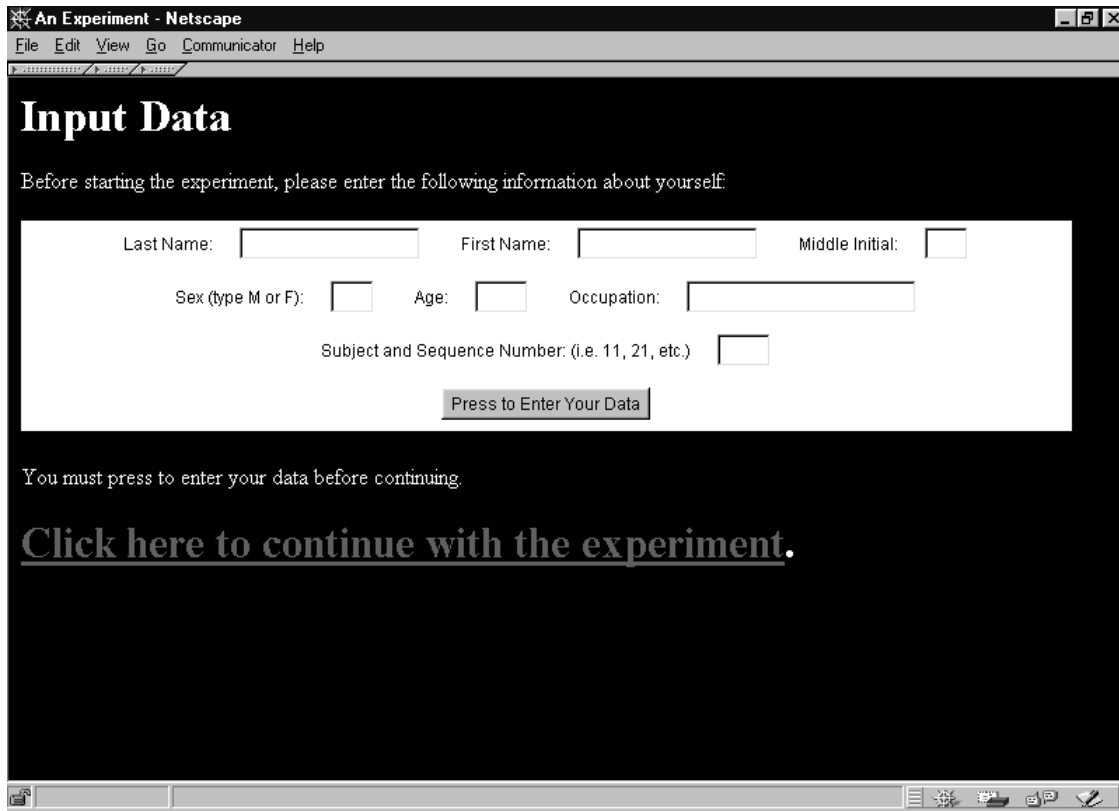 An Experiment - Netscape
File Edit View Go Communicator Help
Input Data
Before starting the experiment, please enter the following information about yourself:
Last Name: First Name: Middle Initial:
Sex (type M or F): Age: Occupation:
Subject and Sequence Number: (i.e. 11, 21, etc.)
Press to Enter Your Data
You must press to enter your data before continuing.
Click here to continue with the experiment.